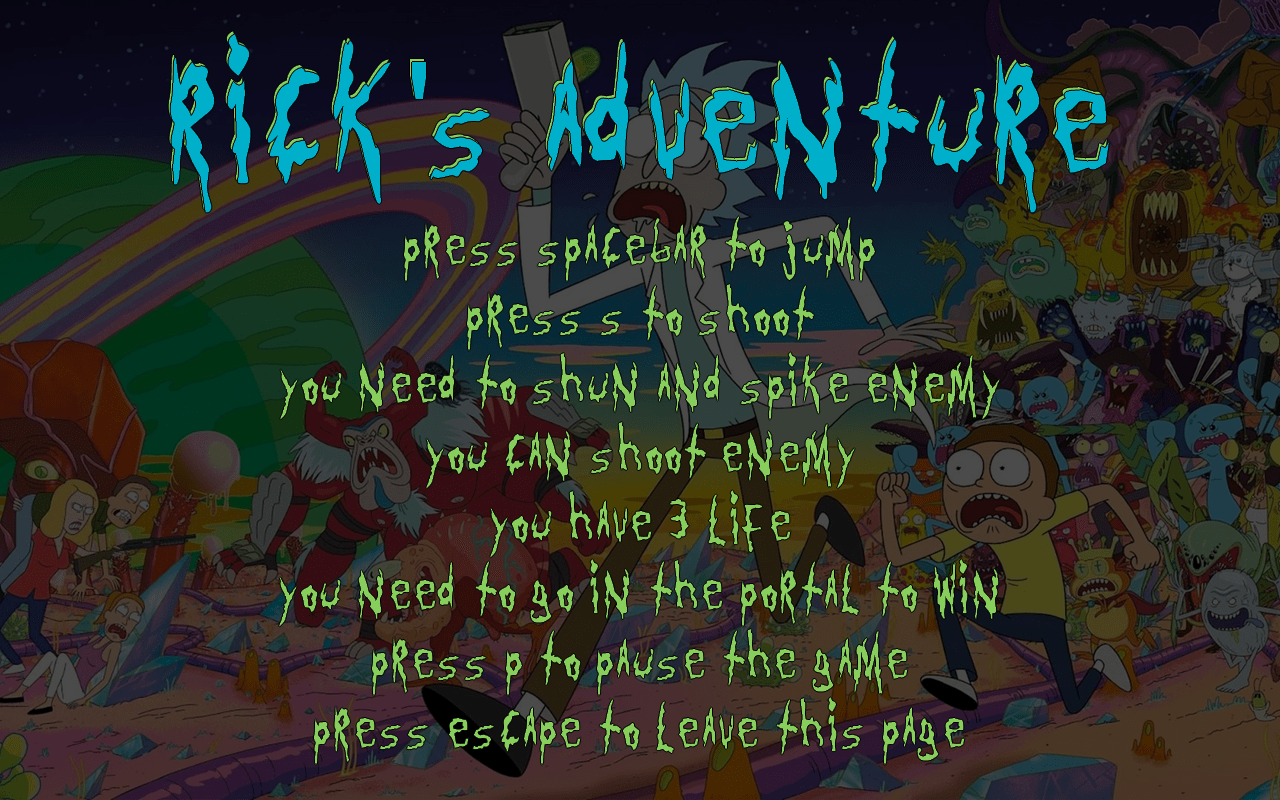 Rick's Adventure
press spacebar to jump
press s to shoot
you need to shun and spike enemy
you can shoot enemy
you have 3 life
you need to go in the portal to win
press p to pause the game
press escape to leave this page